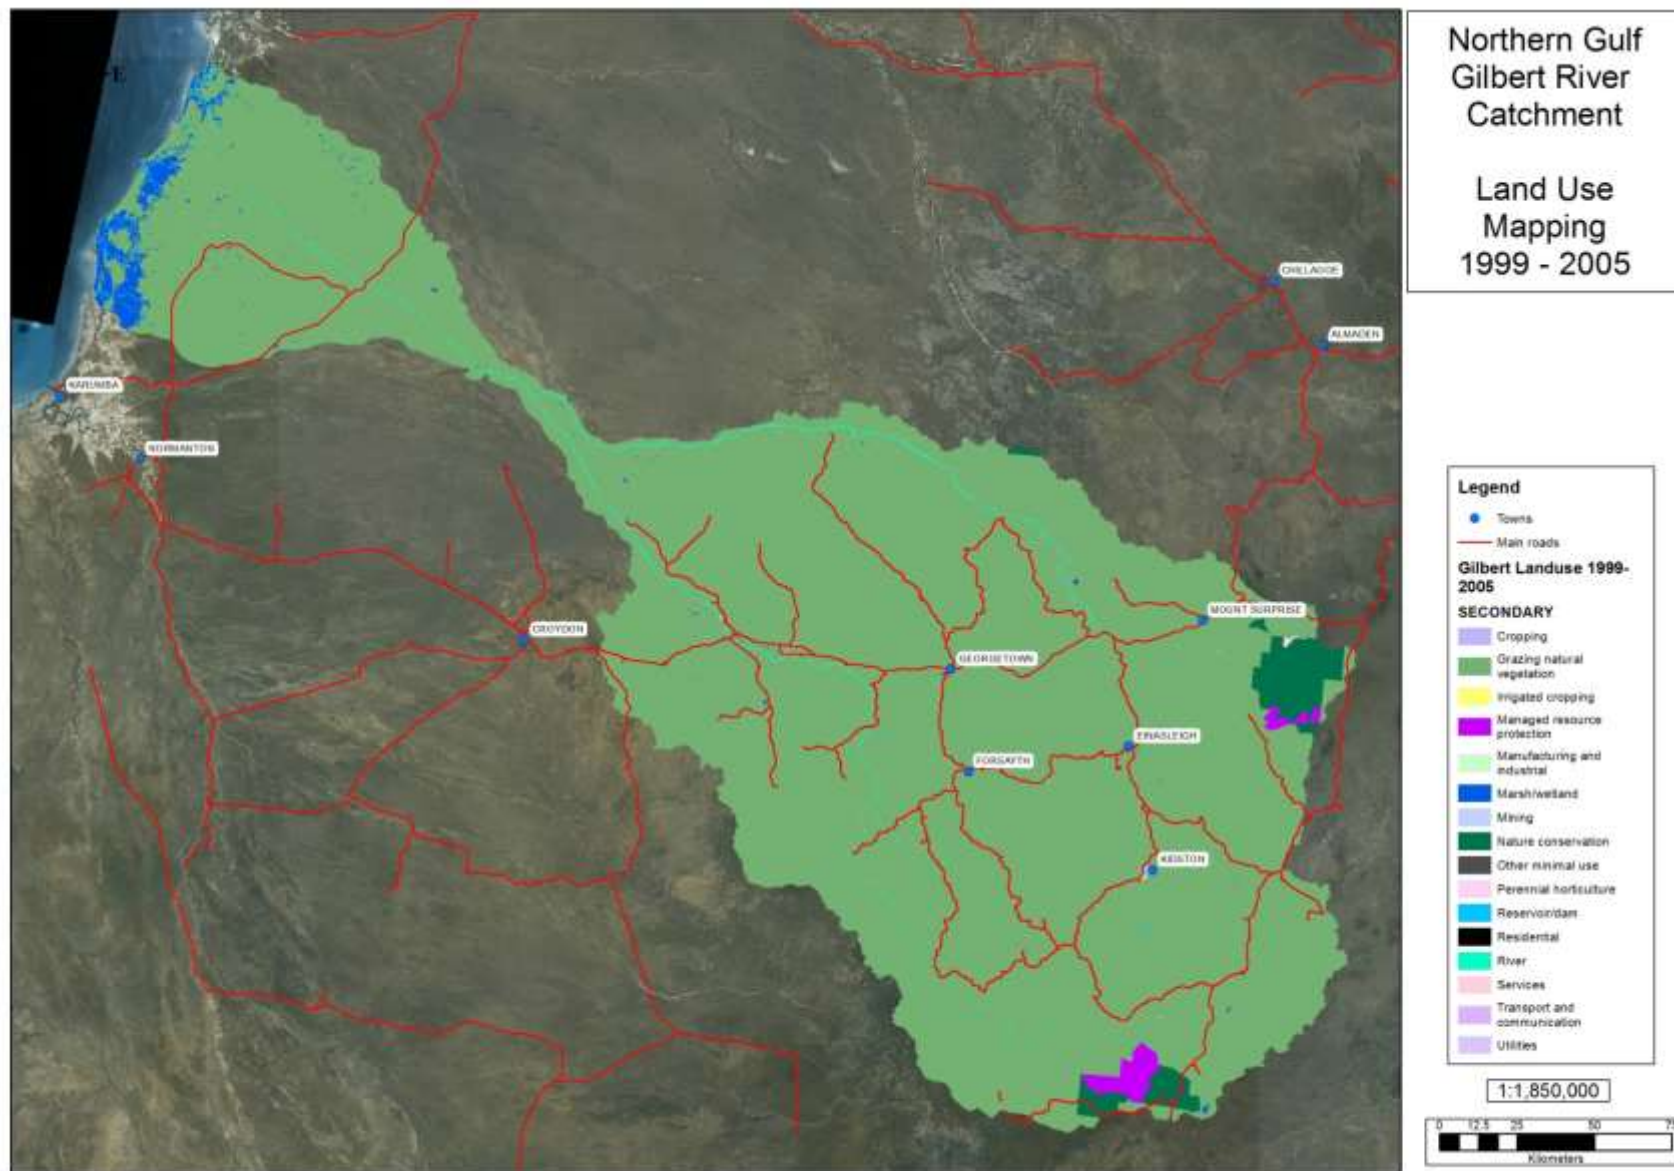 Northern Gulf
Gilbert River
Catchment
Land Use
Mapping
1999 - 2005
E
CHILLAGOE
ALMADEN
KARUMBA
NORMANTON
CROYDON
MOUNT SURPRISE
GEORGETOWN
EINASLEIGH
FORSAYTH
KIDSTON
Legend
Towns
Main roads
Gilbert Landuse 1999-
2005
SECONDARY
Cropping
Grazing natural
vegetation
Irrigated cropping
Managed resource
protection
Manufacturing and
industrial
Marsh/wetland
Mining
Nature conservation
Other minimal use
Perennial horticulture
Reservoir/dam
Residential
River
Services
Transport and
communication
Utilities
1:1,850,000
0 12.5 25 50 75
Kilometers